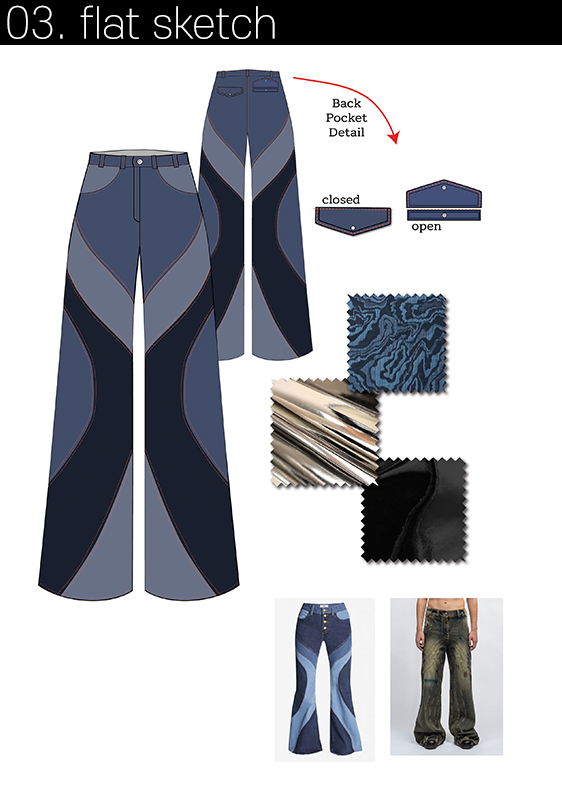 03. flat sketch
Back
Pocket
Detail
closed
open